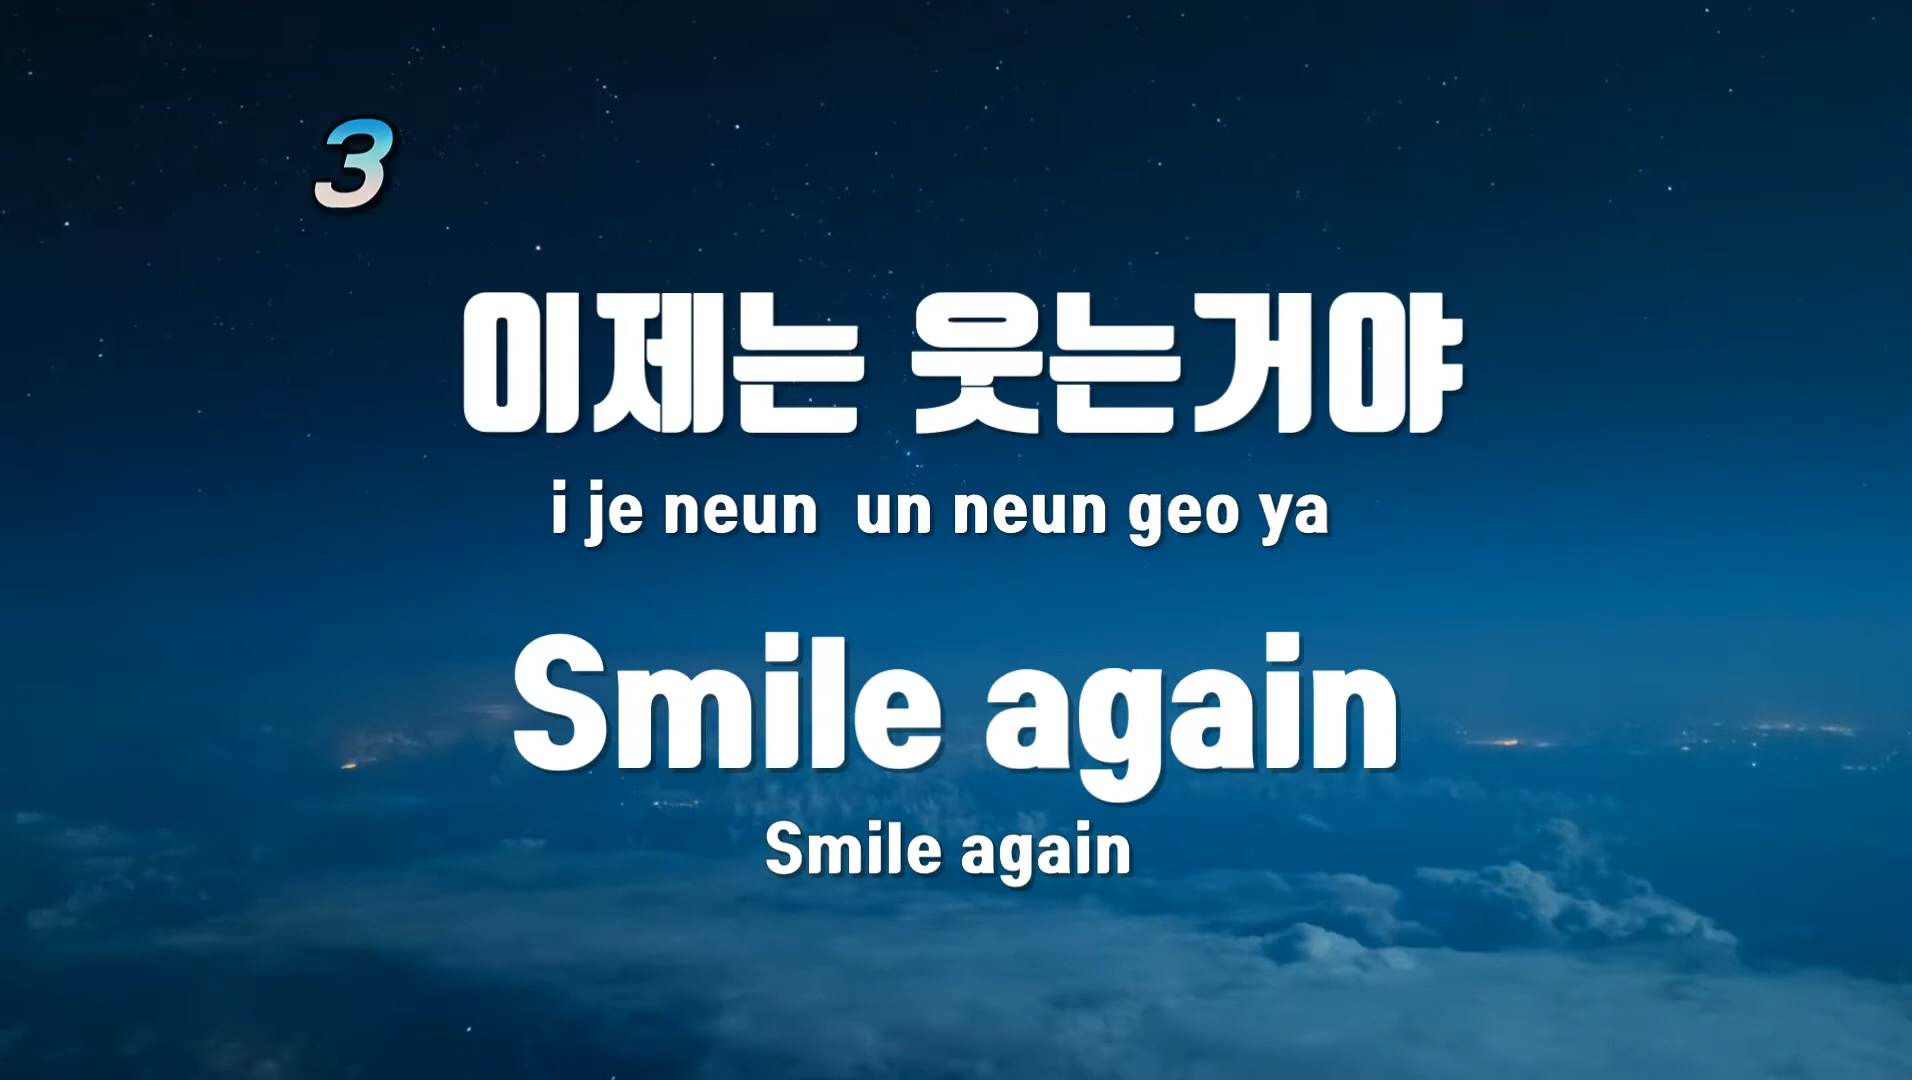 3
이제는 웃는거야
i je neun  un neun geo ya
Smile again
Smile again